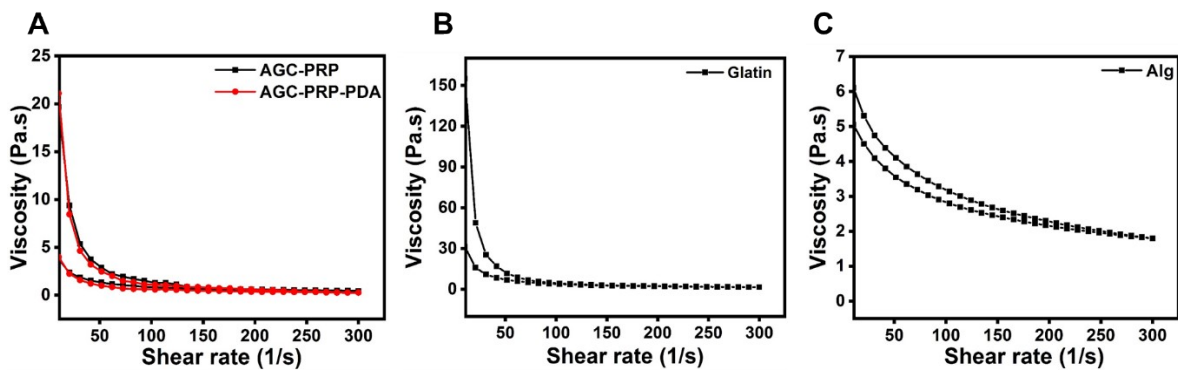 A
Viscosity (Pa.s)
25
20
15
10
5
0
AGC-PRP
AGC-PRP-PDA
50 100 150 200 250 300
Shear rate (1/s)
B
Viscosity (Pa.s)
150
120
90
60
30
0
Glatin
50 100 150 200 250 300
Shear rate (1/s)
C
Viscosity (Pa.s)
7
6
5
4
3
2
1
0
Alg
50 100 150 200 250 300
Shear rate (1/s)